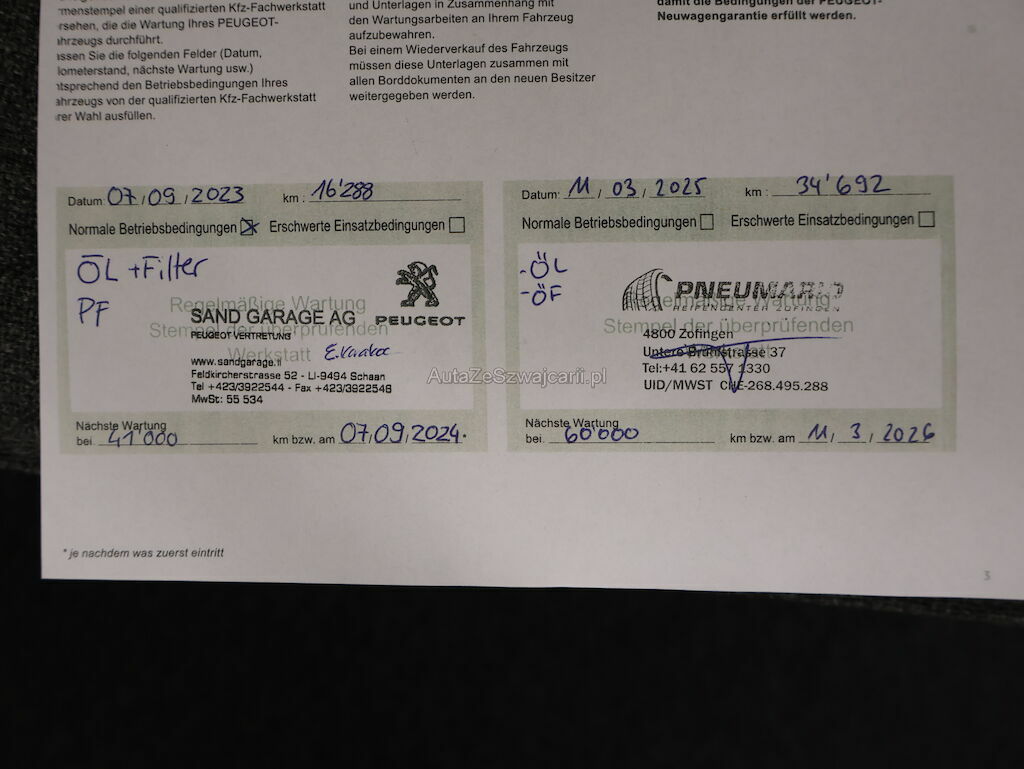 menstempel einer qualifizierten Kfz-Fachwerkstatt
rsehen, die die Wartung Ihres PEUGEOT-
hrzeugs durchführt.
ssen Sie die folgenden Felder (Datum,
lometerstand, nächste Wartung usw.)
ntsprechend den Betriebsbedingungen Ihres
ahrzeugs von der qualifizierten Kfz-Fachwerkstatt
rer Wahl ausfüllen.
und Unterlagen in Zusammenhang mit
den Wartungsarbeiten an Ihrem Fahrzeug
aufzubewahren.
Bei einem Wiederverkauf des Fahrzeugs
müssen diese Unterlagen zusammen mit
allen Borddokumenten an den neuen Besitzer
weitergegeben werden.
damit die Bedingungen der PEUGEOT-
Neuwagengarantie erfüllt werden.
Datum: 07/09/2023 km : 16'288
Normale Betriebsbedingungen Erschwerte Einsatzbedingungen
ÖL + Filter
PF
Regelmäßige Wartung
Stempel der überprüfenden
Werkstatt
SAND GARAGE AG
PEUGEOT VERTRETUNG
PEUGEOT
www.sandgarage.li
Feldkircherstrasse 52 - LI-9494 Schaan
Tel +423/3922544 - Fax +423/3922548
MwSt: 55 534
Nächste Wartung
bei 41'000 km bzw. am 07/09/2024.
Datum: 11 / 03 / 2025 km : 34'692
Normale Betriebsbedingungen Erschwerte Einsatzbedingungen
- ÖL
- ÖF
Regelmäßige Wartung
Stempel der überprüfenden
PNEUMARIO
REIFENCENTER ZOFINGEN
4800 Zofingen
Untere Brühlstrasse 37
Tel:+41 62 557 1330
UID/MWST CHE-268.495.288
Nächste Wartung
bei 60'000 km bzw. am 11 / 3 / 2026
AutaZeSzwajcarii.pl
* je nachdem was zuerst eintritt
3